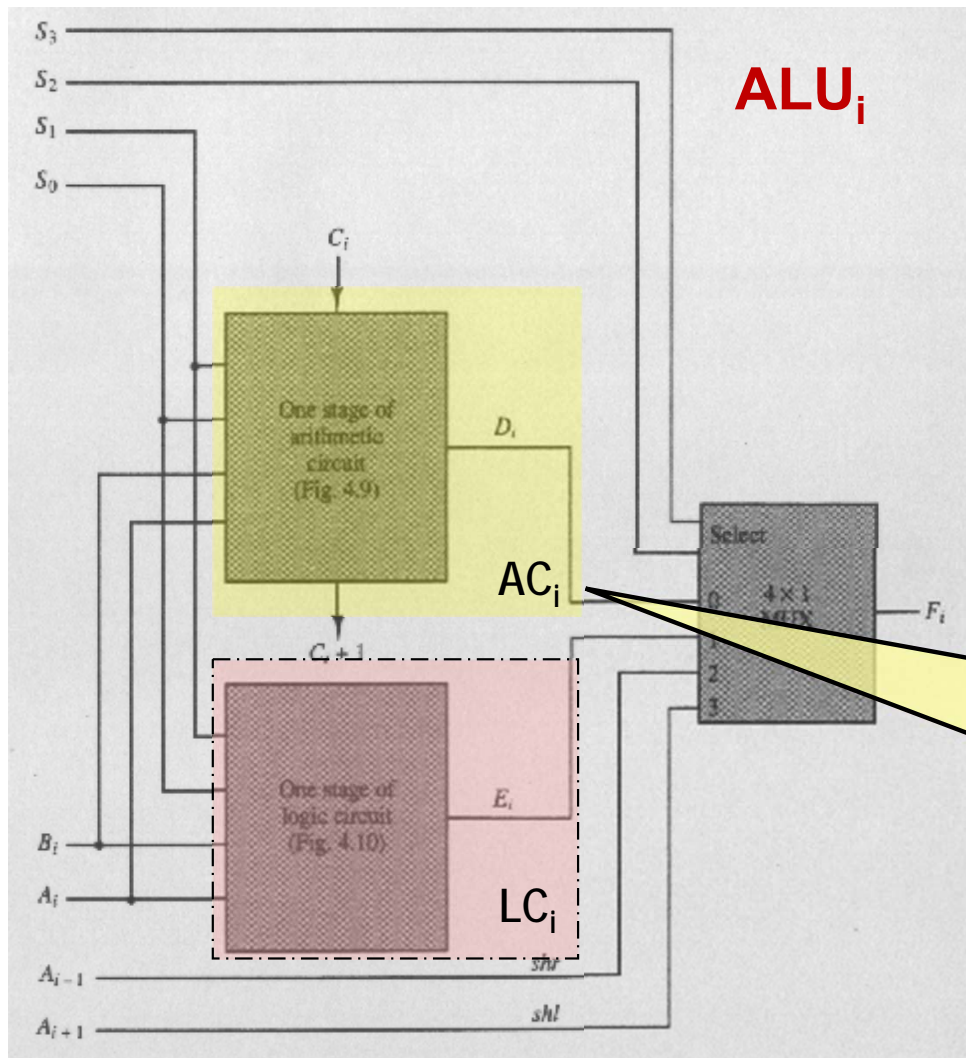 S3
S2
ALUi
S1
S0
Ci
One stage of
arithmetic
circuit
(Fig. 4.9)
Di
Select
ACi
0
4 × 1
MUX
Fi
Ci + 1
1
2
3
One stage of
logic circuit
(Fig. 4.10)
Ei
Bi
Ai
LCi
shr
Ai−1
shl
Ai+1